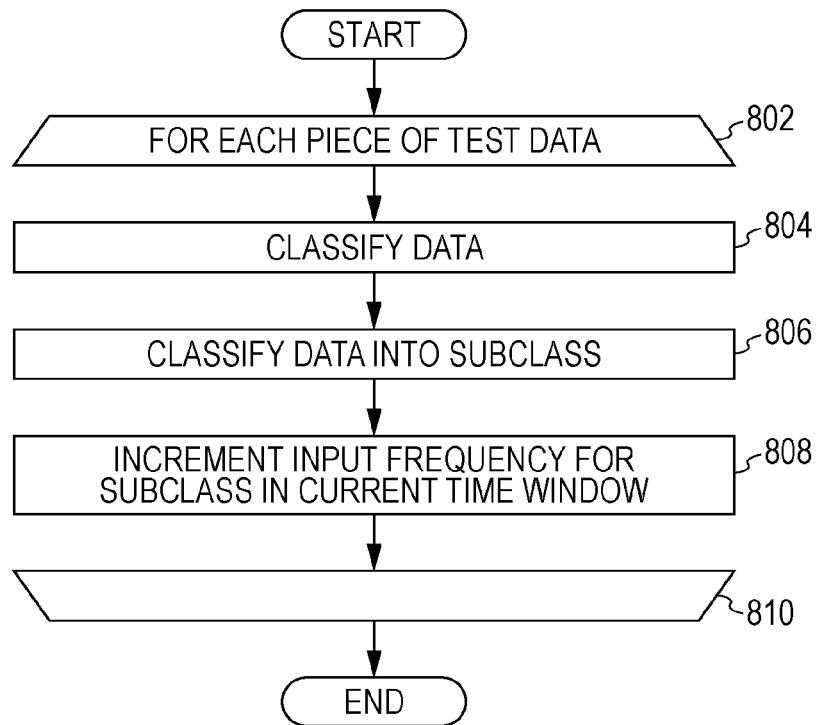 START
FOR EACH PIECE OF TEST DATA
802
CLASSIFY DATA
804
CLASSIFY DATA INTO SUBCLASS
806
INCREMENT INPUT FREQUENCY FOR
SUBCLASS IN CURRENT TIME WINDOW
808
810
END